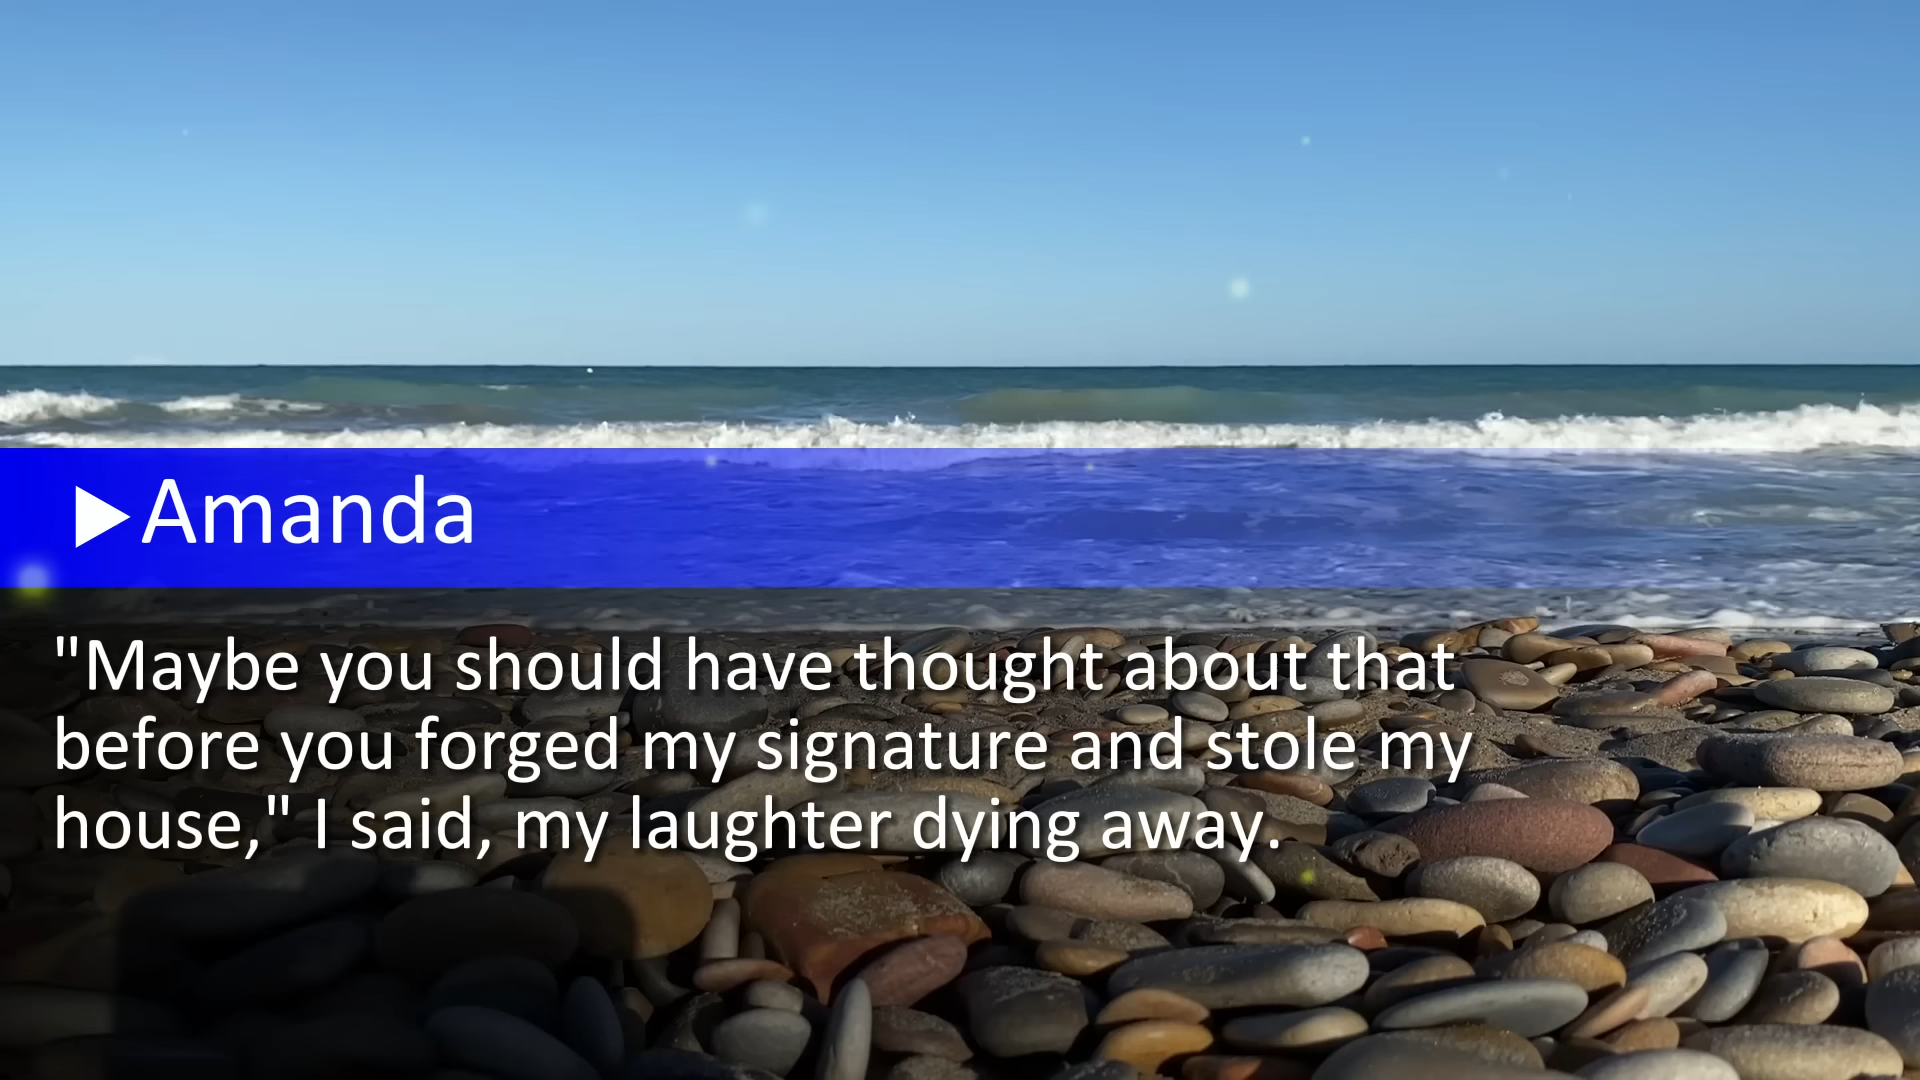 Amanda
"Maybe you should have thought about that
before you forged my signature and stole my
house," I said, my laughter dying away.